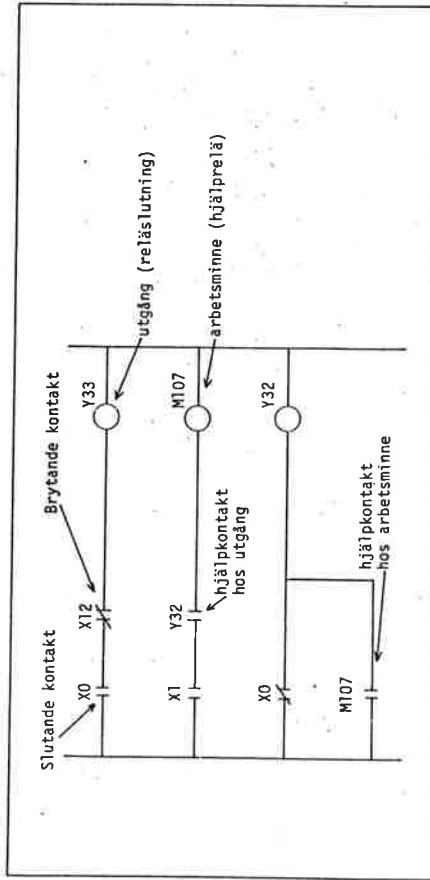 Slutande kontakt
Brytande kontakt
X0
X12
Y33
utgång (reläslutning)
X1
Y32
M107
hjälpkontakt
hos utgång
arbetsminne (hjälprelä)
X0
Y32
M107
hjälpkontakt
hos arbetsminne